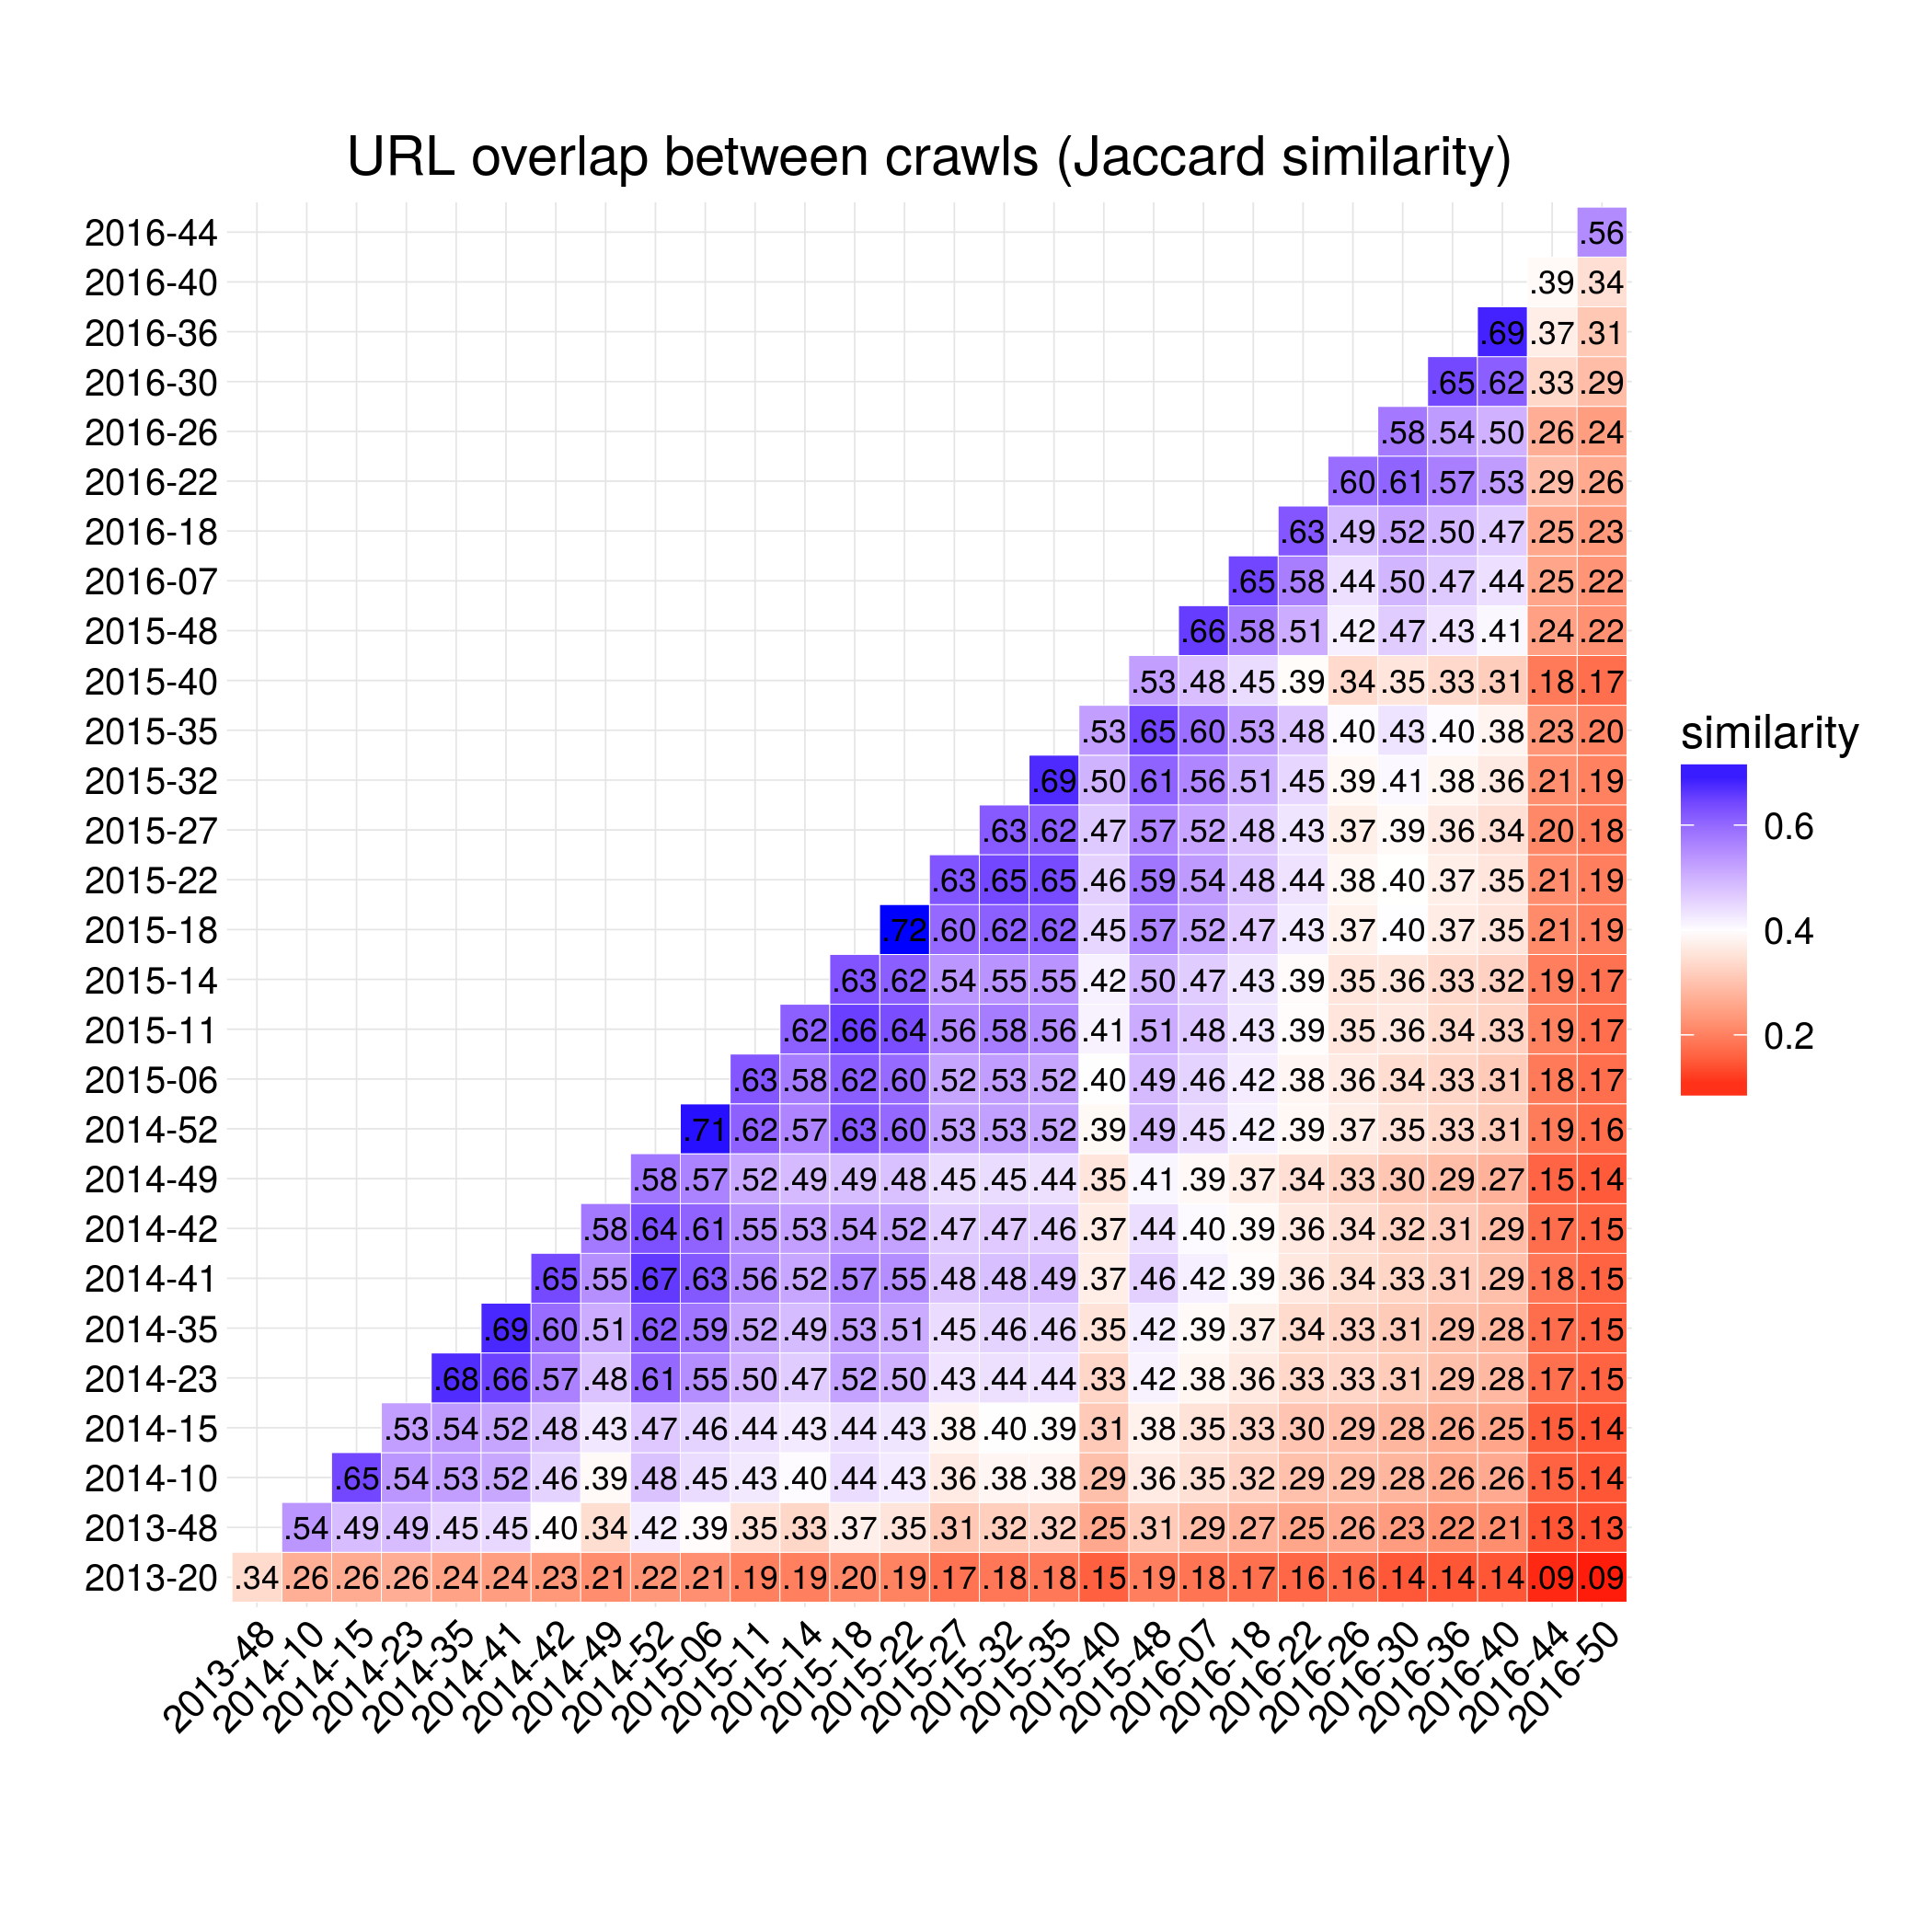 URL overlap between crawls (Jaccard similarity)
2016-44 .56
2016-40 .39 .34
2016-36 .69 .37 .31
2016-30 .65 .62 .33 .29
2016-26 .58 .54 .50 .26 .24
2016-22 .60 .61 .57 .53 .29 .26
2016-18 .63 .49 .52 .50 .47 .25 .23
2016-07 .65 .58 .44 .50 .47 .44 .25 .22
2015-48 .66 .58 .51 .42 .47 .43 .41 .24 .22
2015-40 .53 .48 .45 .39 .34 .35 .33 .31 .18 .17
2015-35 .53 .65 .60 .53 .48 .40 .43 .40 .38 .23 .20
2015-32 .69 .50 .61 .56 .51 .45 .39 .41 .38 .36 .21 .19
2015-27 .63 .62 .47 .57 .52 .48 .43 .37 .39 .36 .34 .20 .18
2015-22 .63 .65 .65 .46 .59 .54 .48 .44 .38 .40 .37 .35 .21 .19
2015-18 .72 .60 .62 .62 .45 .57 .52 .47 .43 .37 .40 .37 .35 .21 .19
2015-14 .63 .62 .54 .55 .55 .42 .50 .47 .43 .39 .35 .36 .33 .32 .19 .17
2015-11 .62 .66 .64 .56 .58 .56 .41 .51 .48 .43 .39 .35 .36 .34 .33 .19 .17
2015-06 .63 .58 .62 .60 .52 .53 .52 .40 .49 .46 .42 .38 .36 .34 .33 .31 .18 .17
2014-52 .71 .62 .57 .63 .60 .53 .53 .52 .39 .49 .45 .42 .39 .37 .35 .33 .31 .19 .16
2014-49 .58 .57 .52 .49 .49 .48 .45 .45 .44 .35 .41 .39 .37 .34 .33 .30 .29 .27 .15 .14
2014-42 .58 .64 .61 .55 .53 .54 .52 .47 .47 .46 .37 .44 .40 .39 .36 .34 .32 .31 .29 .17 .15
2014-41 .65 .55 .67 .63 .56 .52 .57 .55 .48 .48 .49 .37 .46 .42 .39 .36 .34 .33 .31 .29 .18 .15
2014-35 .69 .60 .51 .62 .59 .52 .49 .53 .51 .45 .46 .46 .35 .42 .39 .37 .34 .33 .31 .29 .28 .17 .15
2014-23 .68 .66 .57 .48 .61 .55 .50 .47 .52 .50 .43 .44 .44 .33 .42 .38 .36 .33 .33 .31 .29 .28 .17 .15
2014-15 .53 .54 .52 .48 .43 .47 .46 .44 .43 .44 .43 .38 .40 .39 .31 .38 .35 .33 .30 .29 .28 .26 .25 .15 .14
2014-10 .65 .54 .53 .52 .46 .39 .48 .45 .43 .40 .44 .43 .36 .38 .38 .29 .36 .35 .32 .29 .29 .28 .26 .26 .15 .14
2013-48 .54 .49 .49 .45 .45 .40 .34 .42 .39 .35 .33 .37 .35 .31 .32 .32 .25 .31 .29 .27 .25 .26 .23 .22 .21 .13 .13
2013-20 .34 .26 .26 .26 .24 .24 .23 .21 .22 .21 .19 .19 .20 .19 .17 .18 .18 .15 .19 .18 .17 .16 .16 .14 .14 .14 .09 .09
2013-48 2014-10 2014-15 2014-23 2014-35 2014-41 2014-42 2014-49 2014-52 2015-06 2015-11 2015-14 2015-18 2015-22 2015-27 2015-32 2015-35 2015-40 2015-48 2016-07 2016-18 2016-22 2016-26 2016-30 2016-36 2016-40 2016-44 2016-50
similarity
0.6
0.4
0.2